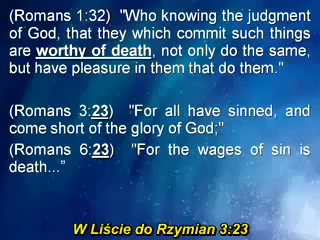 (Romans 1:32) "Who knowing the judgment
of God, that they which commit such things
are worthy of death, not only do the same,
but have pleasure in them that do them."
(Romans 3:23) "For all have sinned, and
come short of the glory of God;"
(Romans 6:23) "For the wages of sin is
death...”
W Liście do Rzymian 3:23